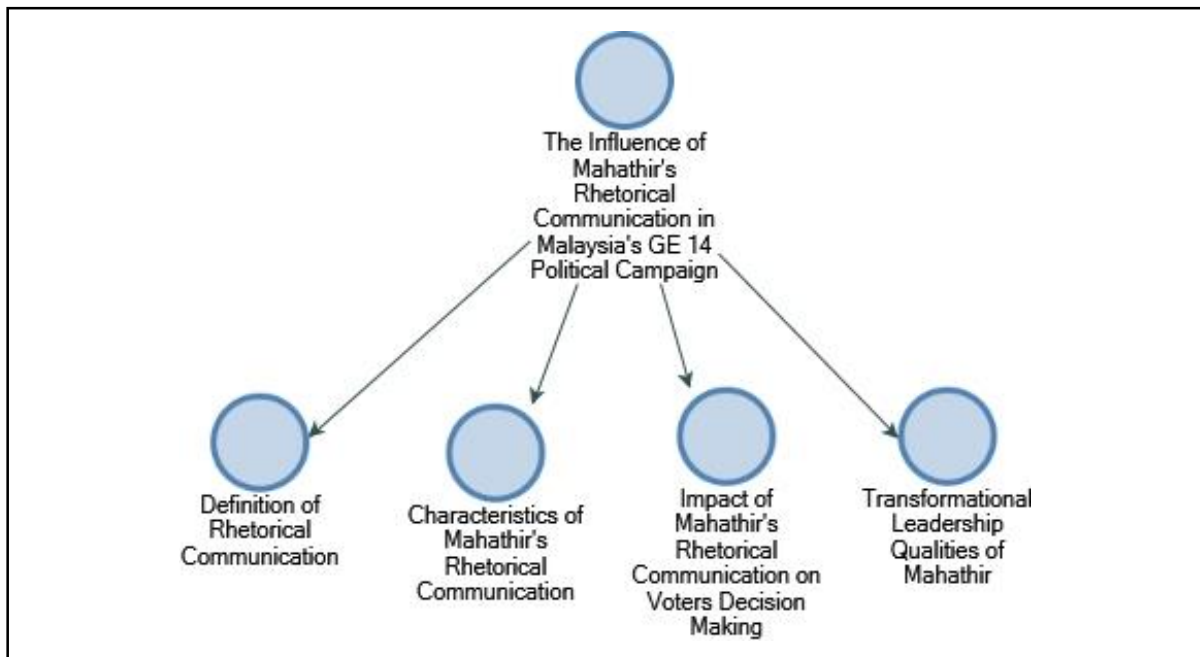 The Influence of
Mahathir's
Rhetorical
Communication in
Malaysia's GE 14
Political Campaign
Definition of
Rhetorical
Communication
Characteristics of
Mahathir's
Rhetorical
Communication
Impact of
Mahathir's
Rhetorical
Communication on
Voters Decision
Making
Transformational
Leadership
Qualities of
Mahathir